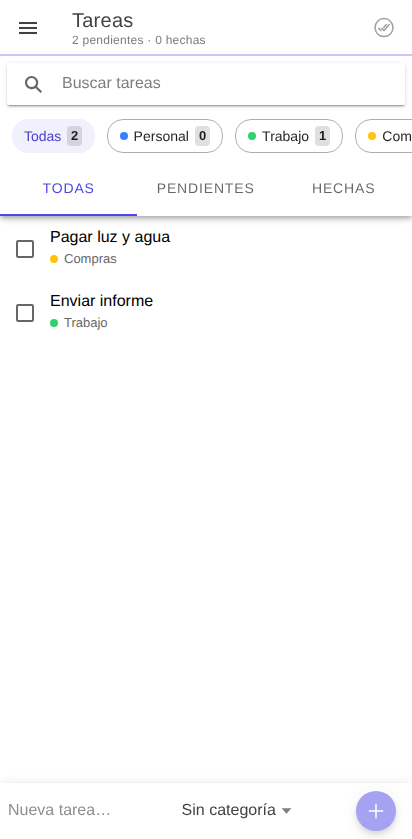 Tareas
2 pendientes · 0 hechas
Buscar tareas
Todas 2 Personal 0 Trabajo 1 Com
TODAS PENDIENTES HECHAS
Pagar luz y agua
Compras
Enviar informe
Trabajo
Nueva tarea… Sin categoría